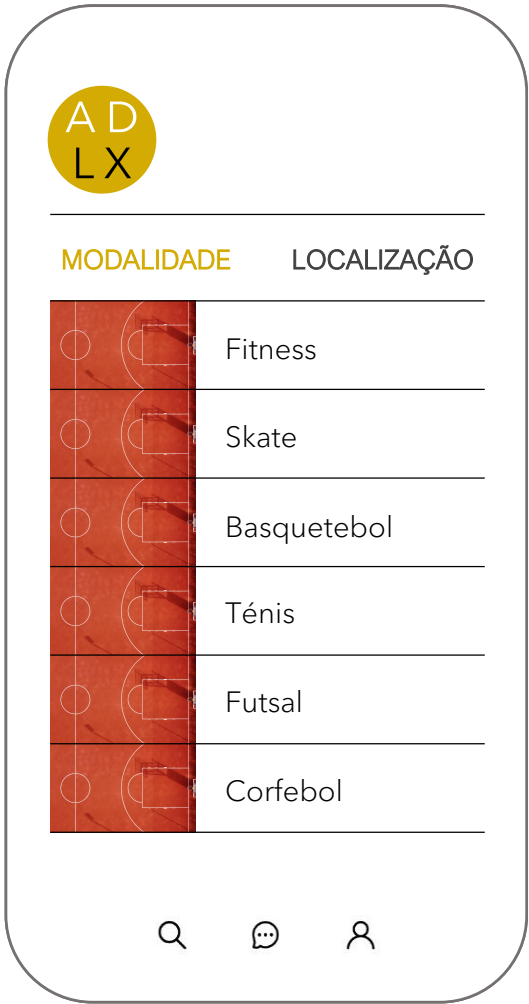 A D
L X
MODALIDADE LOCALIZAÇÃO
Fitness
Skate
Basquetebol
Ténis
Futsal
Corfebol